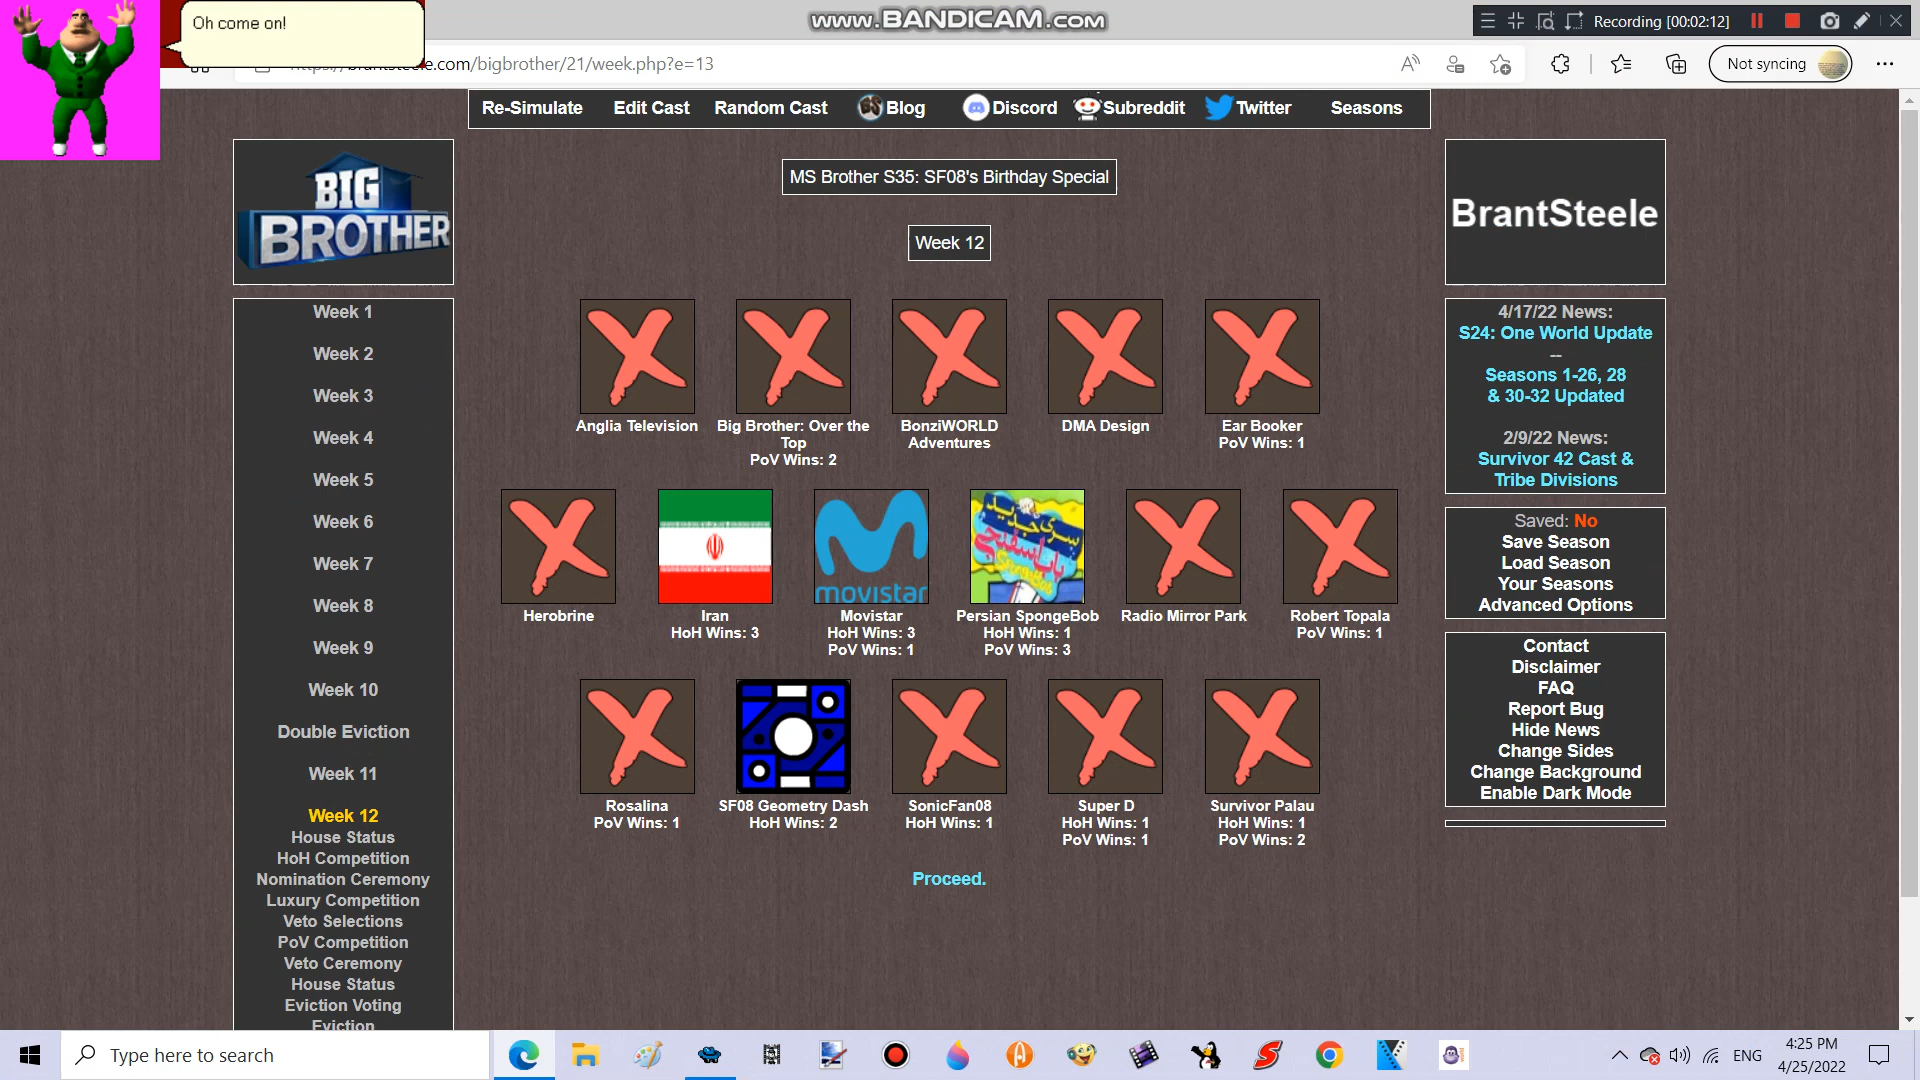 Oh come on!
www.BANDICAM.com
Recording [00:02:12]
brantsteele.com/bigbrother/21/week.php?e=13
Not syncing
Re-Simulate
Edit Cast
Random Cast
Blog
Discord
Subreddit
Twitter
Seasons
BIG
BROTHER
MS Brother S35: SF08's Birthday Special
Week 12
BrantSteele
Week 1
Week 2
Week 3
Week 4
Week 5
Week 6
Week 7
Week 8
Week 9
Week 10
Double Eviction
Week 11
Week 12
House Status
HoH Competition
Nomination Ceremony
Luxury Competition
Veto Selections
PoV Competition
Veto Ceremony
House Status
Eviction Voting
Eviction
Anglia Television
Big Brother: Over the
Top
PoV Wins: 2
BonziWORLD
Adventures
DMA Design
Ear Booker
PoV Wins: 1
Herobrine
Iran
HoH Wins: 3
movistar
Movistar
HoH Wins: 3
PoV Wins: 1
سری جدید
باب اسفنجی
Persian SpongeBob
HoH Wins: 1
PoV Wins: 3
Radio Mirror Park
Robert Topala
PoV Wins: 1
Rosalina
PoV Wins: 1
SF08 Geometry Dash
HoH Wins: 2
SonicFan08
HoH Wins: 1
Super D
HoH Wins: 1
PoV Wins: 1
Survivor Palau
HoH Wins: 1
PoV Wins: 2
Proceed.
4/17/22 News:
S24: One World Update
--
Seasons 1-26, 28
& 30-32 Updated
2/9/22 News:
Survivor 42 Cast &
Tribe Divisions
Saved: No
Save Season
Load Season
Your Seasons
Advanced Options
Contact
Disclaimer
FAQ
Report Bug
Hide News
Change Sides
Change Background
Enable Dark Mode
Type here to search
ENG
4:25 PM
4/25/2022